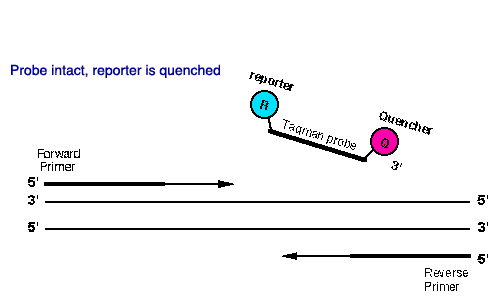 Probe intact, reporter is quenched
reporter
R
Taqman probe
Quencher
Q
3'
Forward
Primer
5'
3'
5'
5'
3'
5'
Reverse
Primer